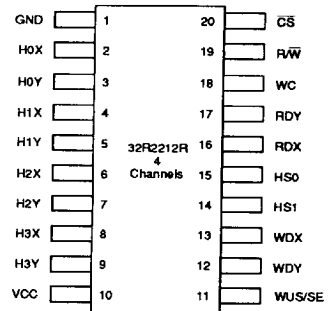 GND 1 20 C̅S̅
H0X 2 19 R/W̅
H0Y 3 18 WC
H1X 4 17 RDY
H1Y 5 16 RDX
32R2212R
4
Channels
H2X 6 15 HS0
H2Y 7 14 HS1
H3X 8 13 WDX
H3Y 9 12 WDY
VCC 10 11 WUS/SE